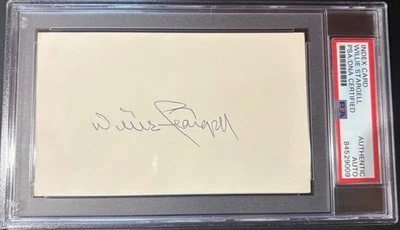 Willie Stargell
INDEX CARD
WILLIE STARGELL
PSA/DNA CERTIFIED
PSA
AUTHENTIC
AUTO
84529009